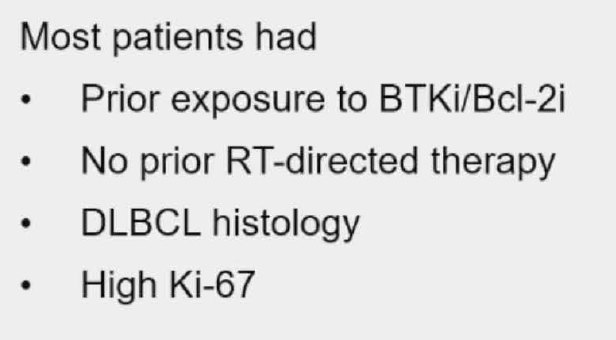 Most patients had
• Prior exposure to BTKi/Bcl-2i
• No prior RT-directed therapy
• DLBCL histology
• High Ki-67